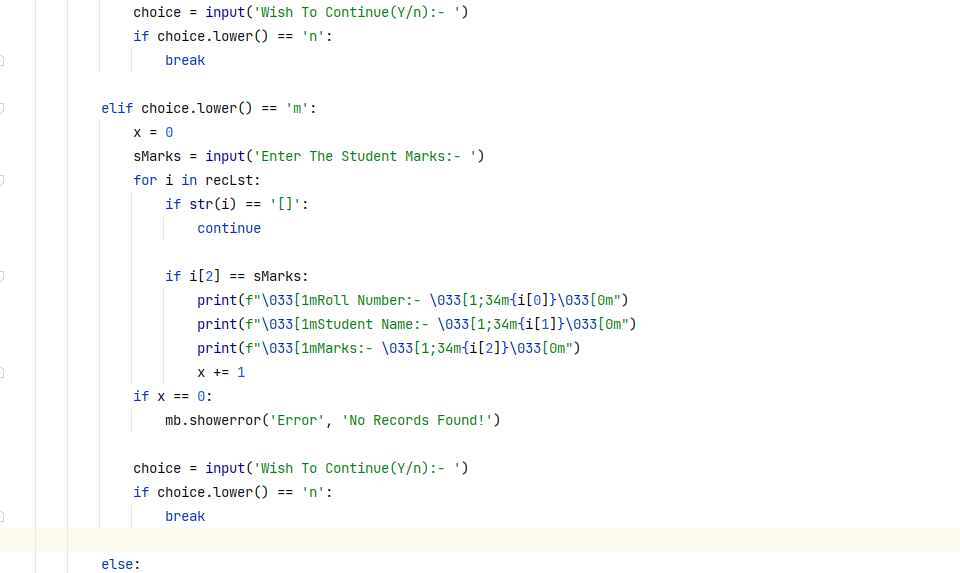 choice = input('Wish To Continue(Y/n):- ')
if choice.lower() == 'n':
break
elif choice.lower() == 'm':
x = 0
sMarks = input('Enter The Student Marks:- ')
for i in recLst:
if str(i) == '[]':
continue
if i[2] == sMarks:
print(f"\033[1mRoll Number:- \033[1;34m{i[0]}\033[0m")
print(f"\033[1mStudent Name:- \033[1;34m{i[1]}\033[0m")
print(f"\033[1mMarks:- \033[1;34m{i[2]}\033[0m")
x += 1
if x == 0:
mb.showerror('Error', 'No Records Found!')
choice = input('Wish To Continue(Y/n):- ')
if choice.lower() == 'n':
break
else: